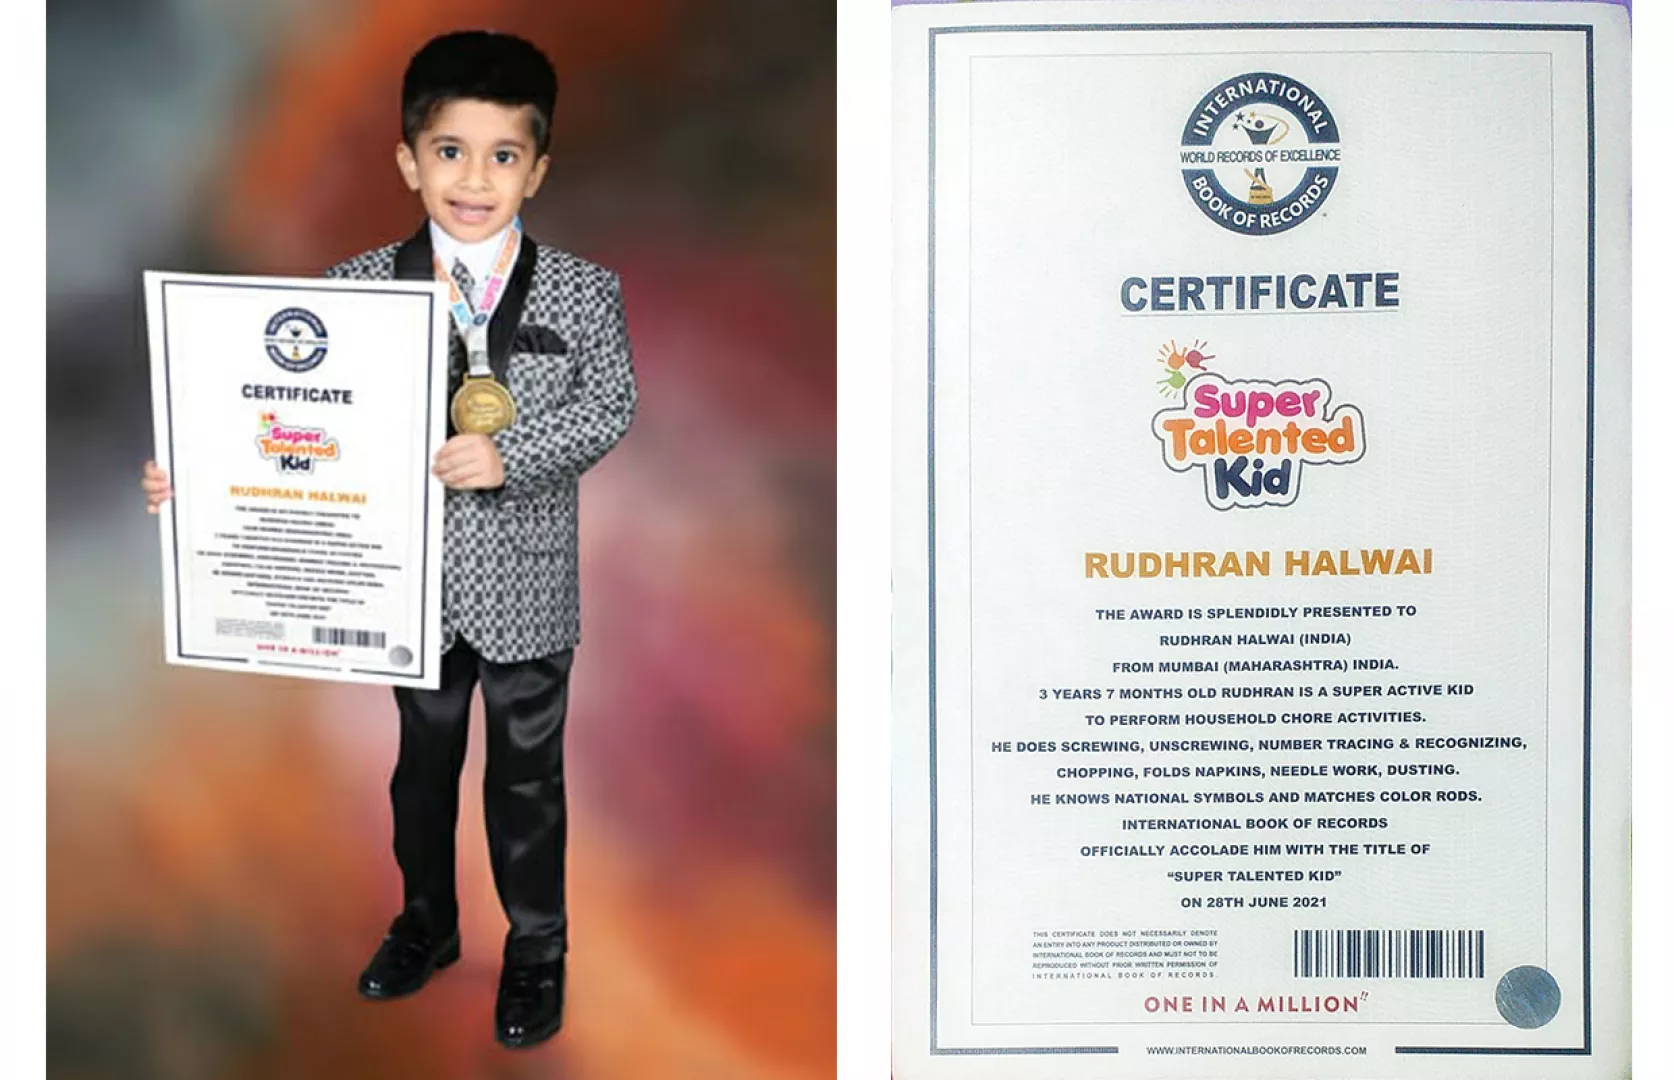 CERTIFICATE
Super
Talented
Kid
RUDHRAN HALWAI
ONE IN A MILLION
INTERNATIONAL
WORLD RECORDS OF EXCELLENCE
BOOK OF RECORDS
CERTIFICATE
Super
Talented
Kid
RUDHRAN HALWAI
THE AWARD IS SPLENDIDLY PRESENTED TO
RUDHRAN HALWAI (INDIA)
FROM MUMBAI (MAHARASHTRA) INDIA.
3 YEARS 7 MONTHS OLD RUDHRAN IS A SUPER ACTIVE KID
TO PERFORM HOUSEHOLD CHORE ACTIVITIES.
HE DOES SCREWING, UNSCREWING, NUMBER TRACING & RECOGNIZING,
CHOPPING, FOLDS NAPKINS, NEEDLE WORK, DUSTING.
HE KNOWS NATIONAL SYMBOLS AND MATCHES COLOR RODS.
INTERNATIONAL BOOK OF RECORDS
OFFICIALLY ACCOLADE HIM WITH THE TITLE OF
“SUPER TALENTED KID”
ON 28TH JUNE 2021
THIS CERTIFICATE DOES NOT NECESSARILY DENOTE
AN ENTRY INTO ANY PRODUCT DISTRIBUTED OR OWNED BY
INTERNATIONAL BOOK OF RECORDS AND MUST NOT TO BE
REPRODUCED WITHOUT PRIOR WRITTEN PERMISSION OF
INTERNATIONAL BOOK OF RECORDS.
ONE IN A MILLION!!
WWW.INTERNATIONALBOOKOFRECORDS.COM